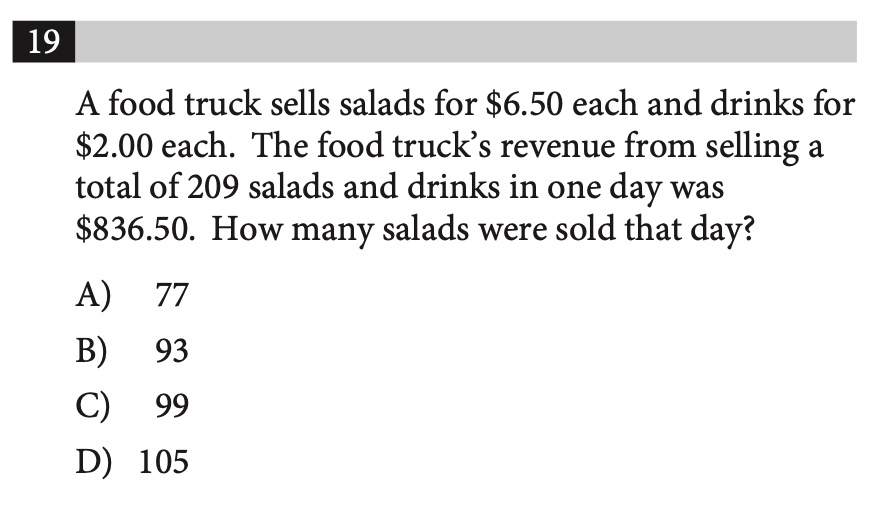 19
A food truck sells salads for $6.50 each and drinks for
$2.00 each.  The food truck’s revenue from selling a
total of 209 salads and drinks in one day was
$836.50.  How many salads were sold that day?
A) 77
B) 93
C) 99
D) 105